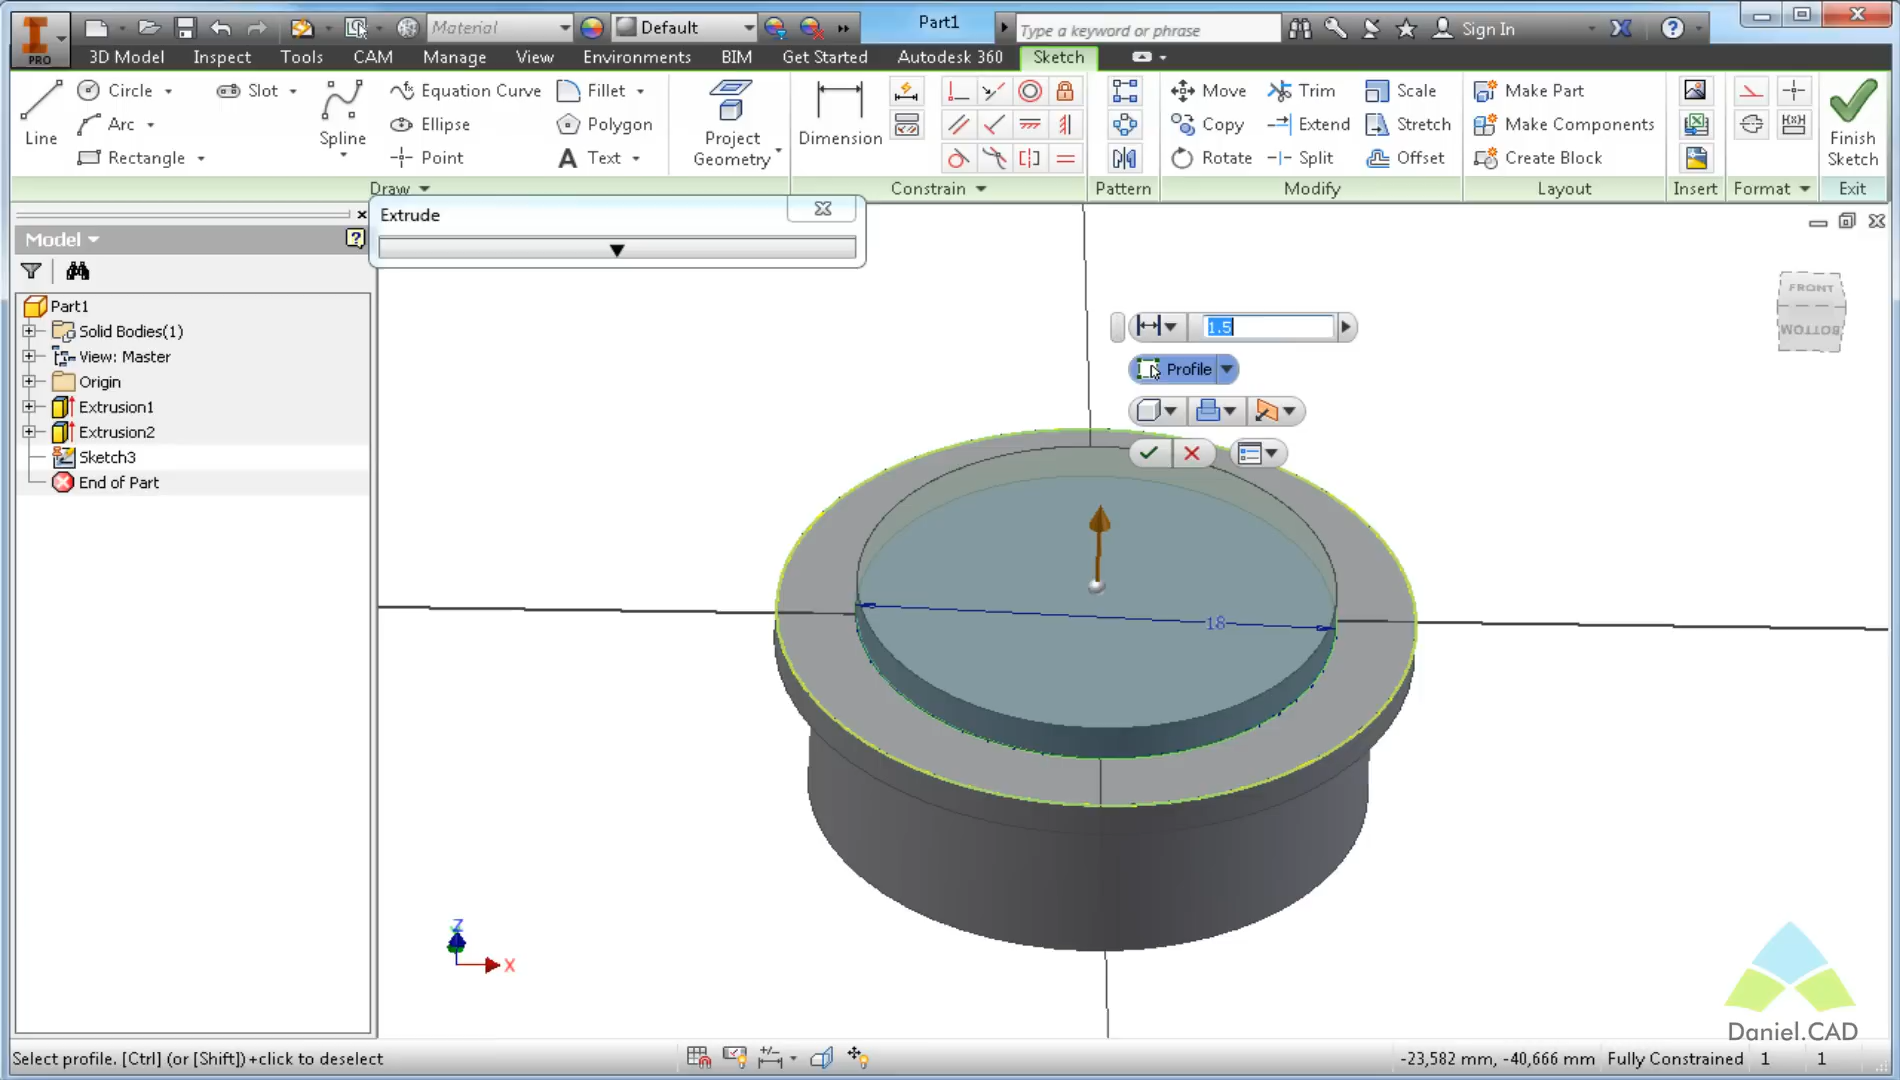 PRO
Material
Default
Part1
Type a keyword or phrase
Sign In
3D Model
Inspect
Tools
CAM
Manage
View
Environments
BIM
Get Started
Autodesk 360
Sketch
Line
Circle
Arc
Rectangle
Slot
Spline
Equation Curve
Ellipse
Point
Fillet
Polygon
Text
Project Geometry
Dimension
Move
Copy
Rotate
Trim
Extend
Split
Scale
Stretch
Offset
Make Part
Make Components
Create Block
Finish Sketch
Draw
Constrain
Pattern
Modify
Layout
Insert
Format
Exit
Extrude
Model
Part1
Solid Bodies(1)
View: Master
Origin
Extrusion1
Extrusion2
Sketch3
End of Part
1.5
Profile
FRONT
BOTTOM
18
Z
X
Daniel.CAD
Select profile. [Ctrl] (or [Shift])+click to deselect
-23,582 mm, -40,666 mm
Fully Constrained
1
1